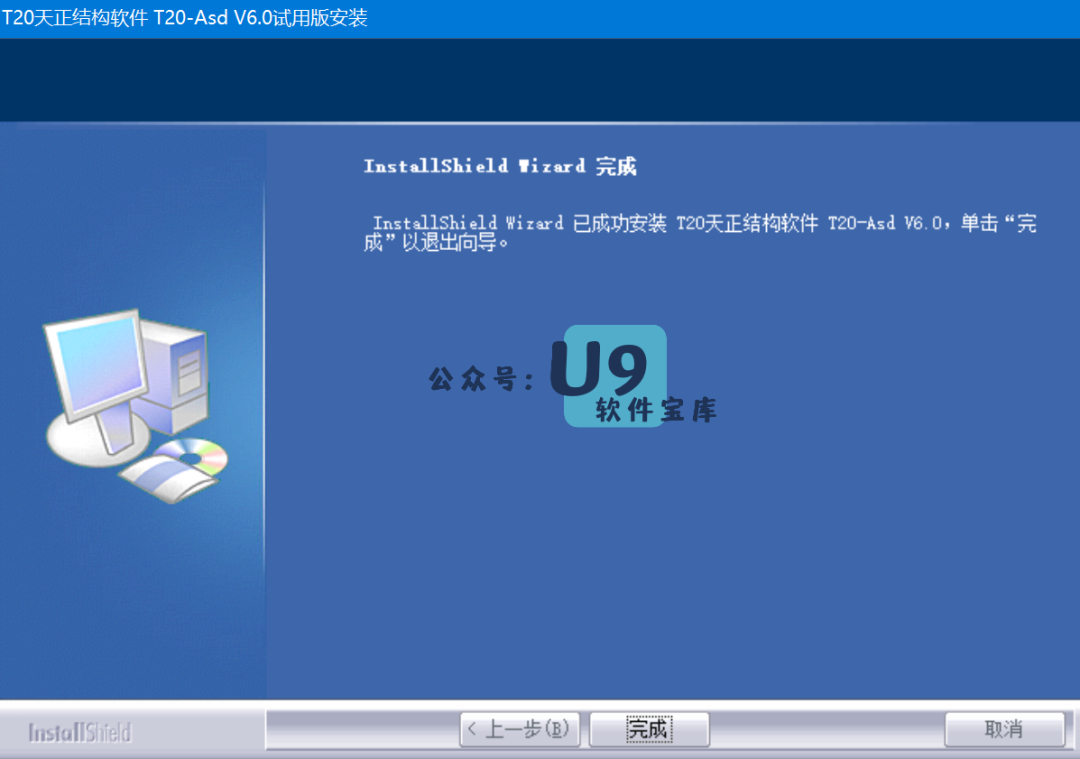 T20天正结构软件 T20-Asd V6.0试用版安装
InstallShield Wizard 完成
InstallShield Wizard 已成功安装 T20天正结构软件 T20-Asd V6.0，单击“完
成”以退出向导。
公众号：U9
软件宝库
InstallShield
< 上一步(B)
完成
取消